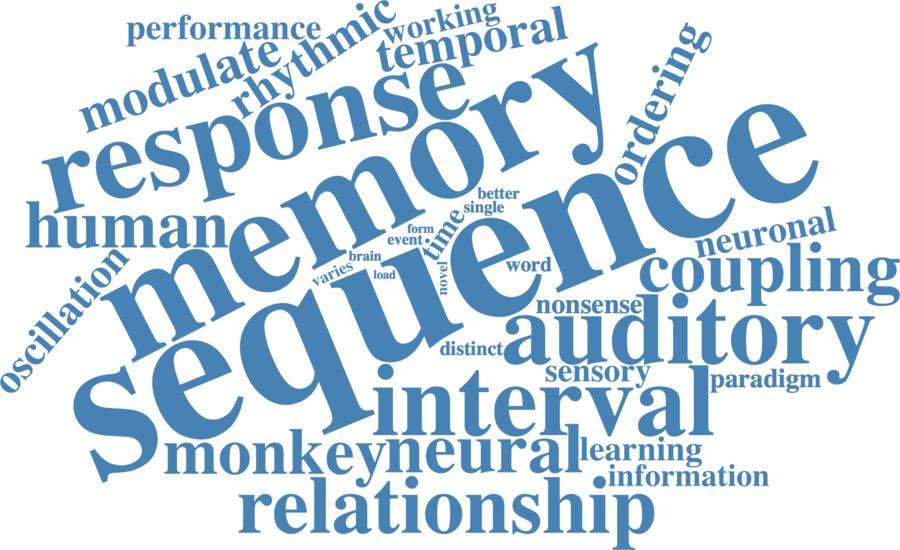 performance
working
rhythmic
temporal
modulate
response
ordering
memory
sequence
human
better
single
time
form
event
brain
varies
load
novel
word
neuronal
coupling
oscillation
nonsense
auditory
distinct
sensory
paradigm
interval
monkey
neural
learning
information
relationship